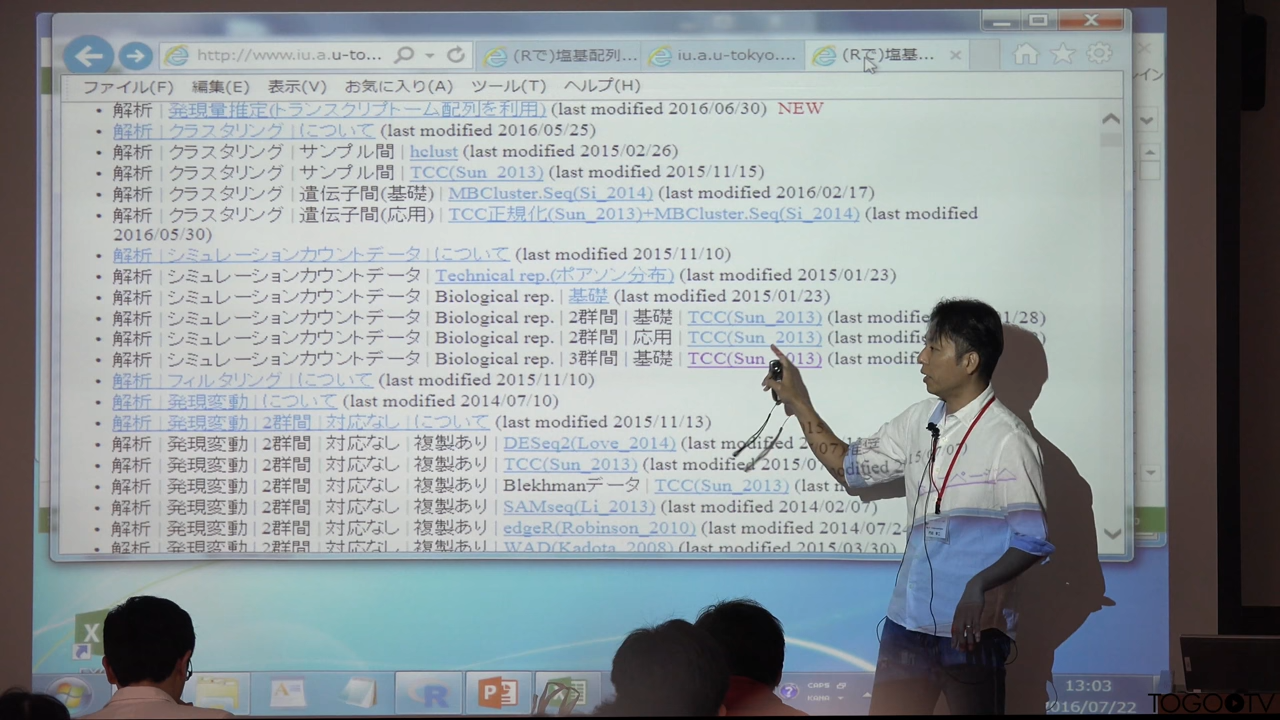 http://www.iu.a.u-to...
(Rで)塩基配列...
iu.a.u-tokyo....
(Rで)塩基...
ファイル(F) 編集(E) 表示(V) お気に入り(A) ツール(T) ヘルプ(H)
• 解析 | 発現量推定(トランスクリプトーム配列を利用) (last modified 2016/06/30) NEW
• 解析 | クラスタリング | について (last modified 2016/05/25)
• 解析 | クラスタリング | サンプル間 | hclust (last modified 2015/02/26)
• 解析 | クラスタリング | サンプル間 | TCC(Sun_2013) (last modified 2015/11/15)
• 解析 | クラスタリング | 遺伝子間(基礎) | MBCluster.Seq(Si_2014) (last modified 2016/02/17)
• 解析 | クラスタリング | 遺伝子間(応用) | TCC正規化(Sun_2013)+MBCluster.Seq(Si_2014) (last modified
2016/05/30)
• 解析 | シミュレーションカウントデータ | について (last modified 2015/11/10)
• 解析 | シミュレーションカウントデータ | Technical rep.(ポアソン分布) (last modified 2015/01/23)
• 解析 | シミュレーションカウントデータ | Biological rep. | 基礎 (last modified 2015/01/23)
• 解析 | シミュレーションカウントデータ | Biological rep. | 2群間 | 基礎 | TCC(Sun_2013) (last modifie 1/28)
• 解析 | シミュレーションカウントデータ | Biological rep. | 2群間 | 応用 | TCC(Sun_2013) (last modifie
• 解析 | シミュレーションカウントデータ | Biological rep. | 3群間 | 基礎 | TCC(Sun_2013) (last modif
• 解析 | フィルタリング | について (last modified 2015/11/10)
• 解析 | 発現変動 | について (last modified 2014/07/10)
• 解析 | 発現変動 | 2群間 | 対応なし | について (last modified 2015/11/13)
• 解析 | 発現変動 | 2群間 | 対応なし | 複製あり | DESeq2(Love_2014) (last modified 2
• 解析 | 発現変動 | 2群間 | 対応なし | 複製あり | TCC(Sun_2013) (last modified 2015/0
• 解析 | 発現変動 | 2群間 | 対応なし | 複製あり | Blekhmanデータ | TCC(Sun_2013) (last
• 解析 | 発現変動 | 2群間 | 対応なし | 複製あり | SAMseq(Li_2013) (last modified 2014/02/07)
• 解析 | 発現変動 | 2群間 | 対応なし | 複製あり | edgeR(Robinson_2010) (last modified 2014/07/24
• 解析 | 発現変動 | 2群間 | 対応なし | 複製あり | WAD(Kadota_2008) (last modified 2015/03/30)
CAPS
KANA
13:03
2016/07/22
TOGOTV